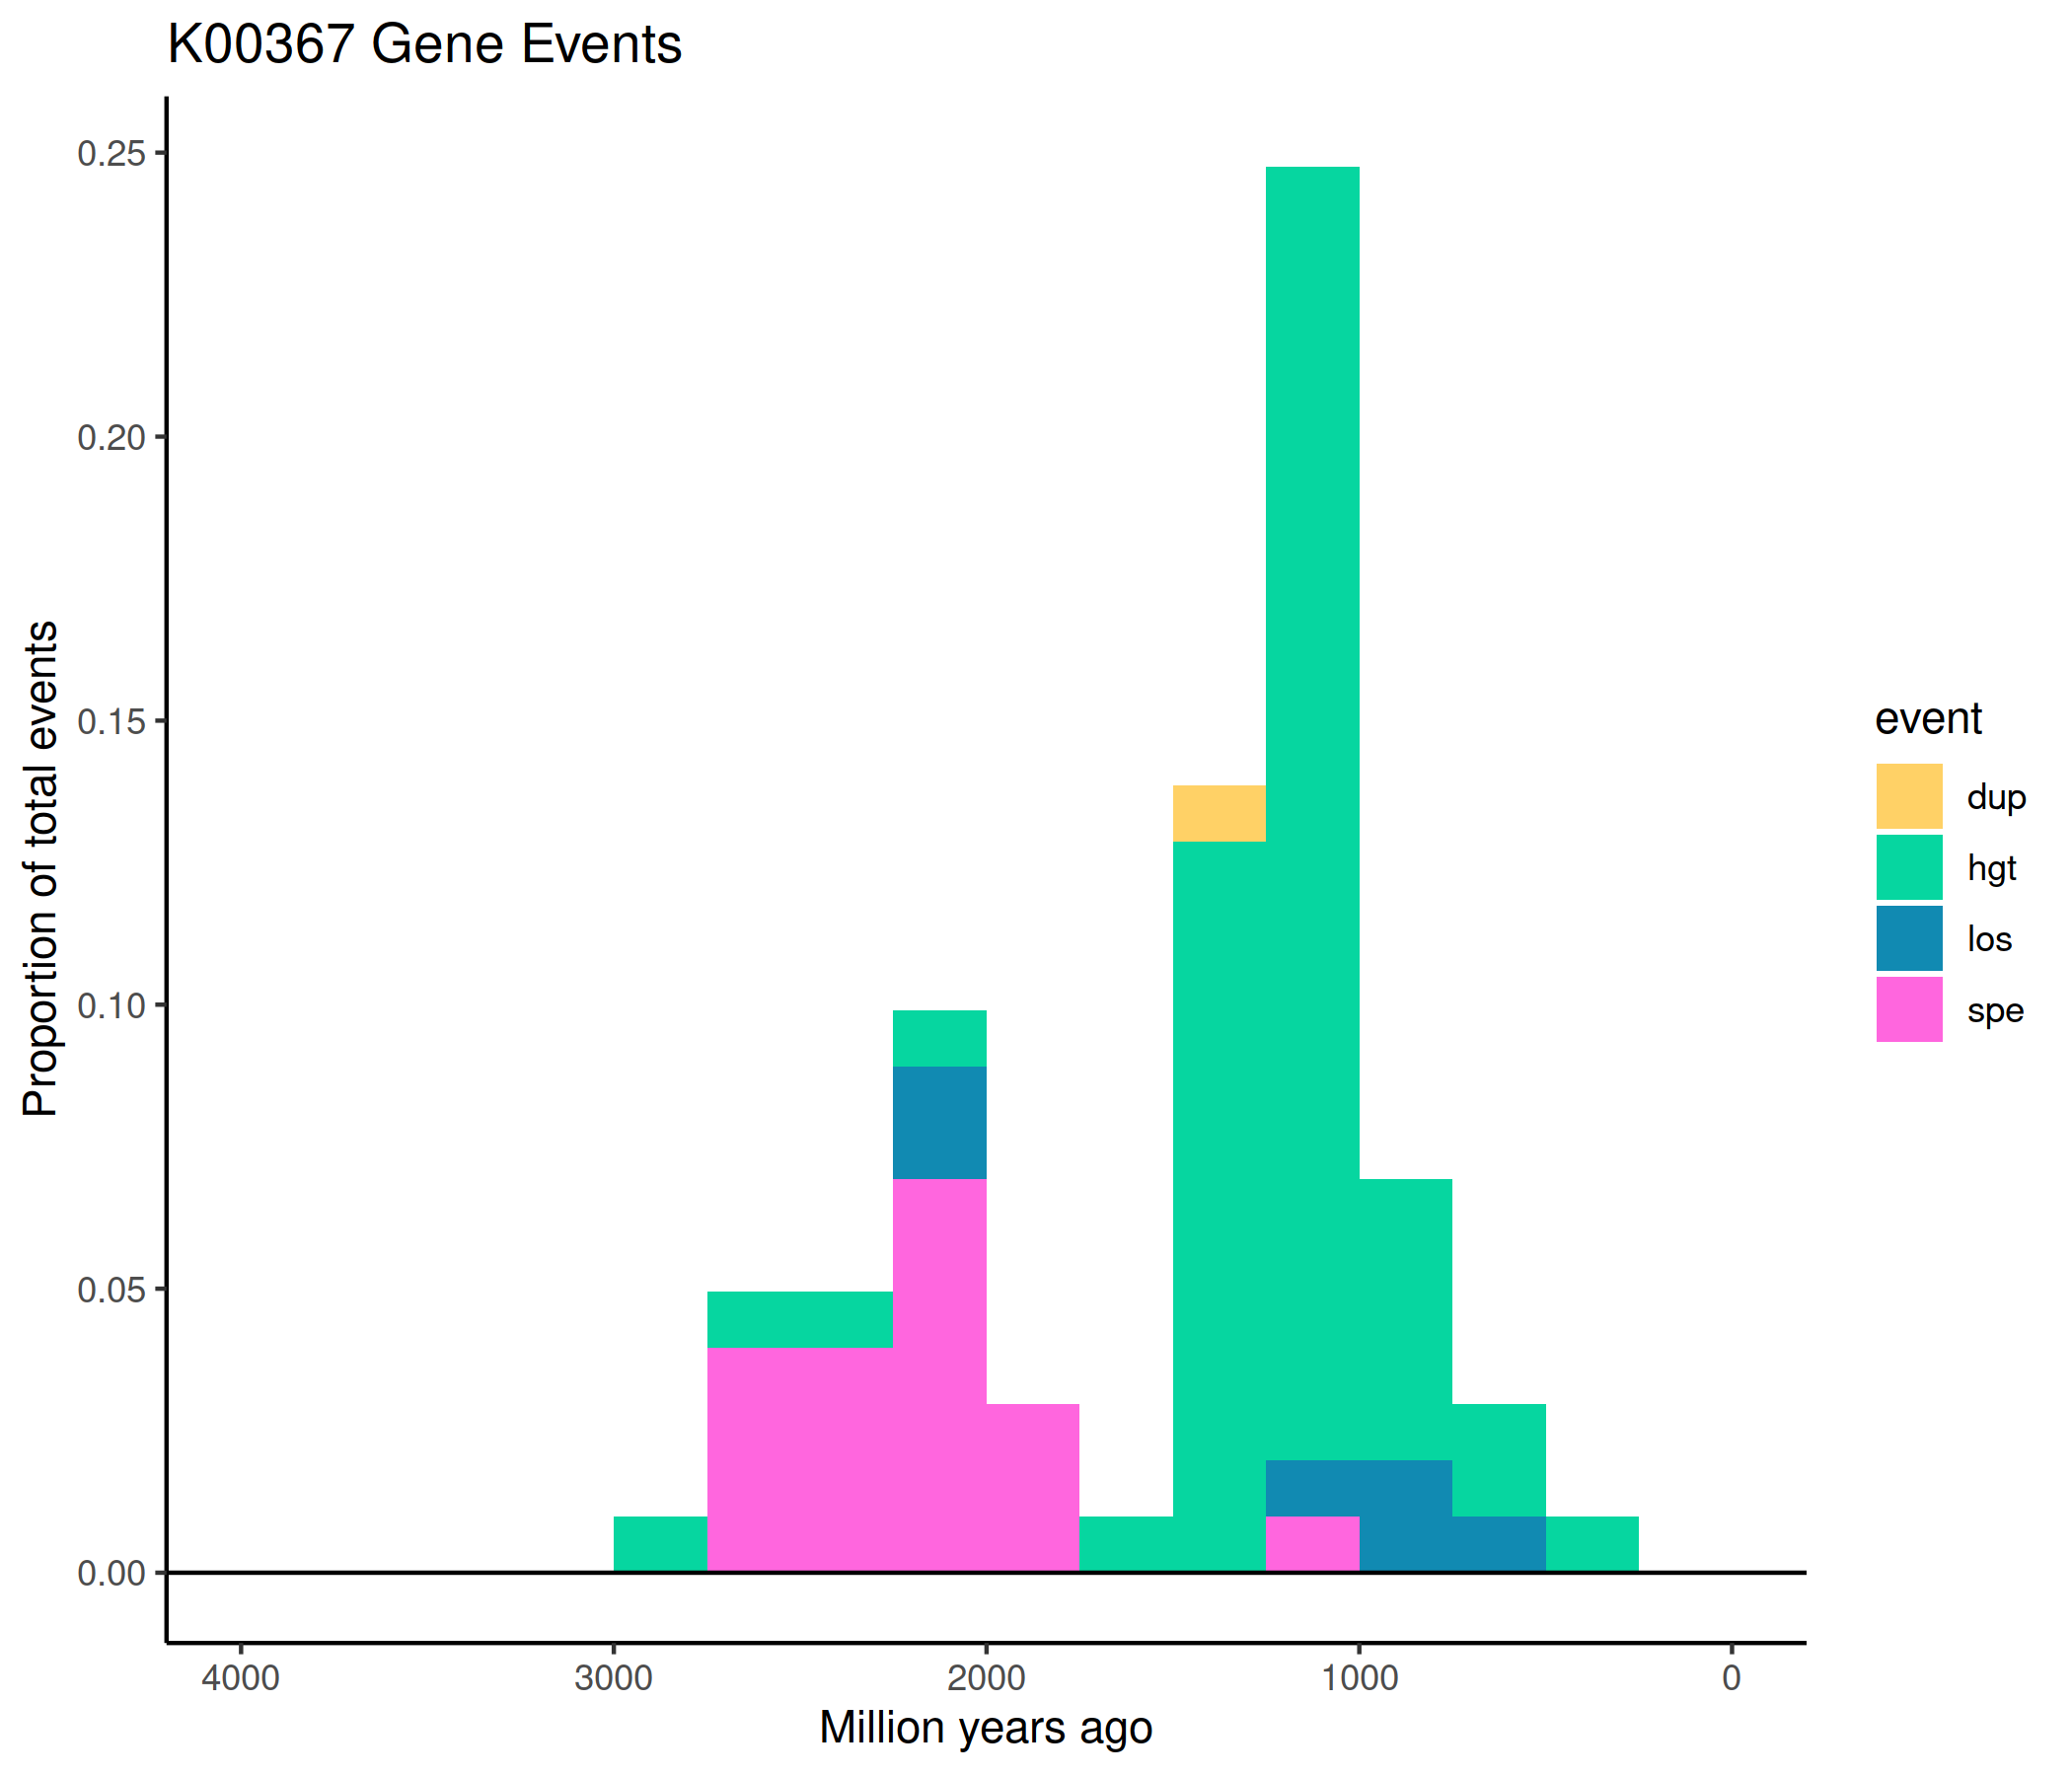 K00367 Gene Events
0.25
0.20
0.15
0.10
0.05
0.00
Proportion of total events
4000 3000 2000 1000 0
Million years ago
event
dup
hgt
los
spe